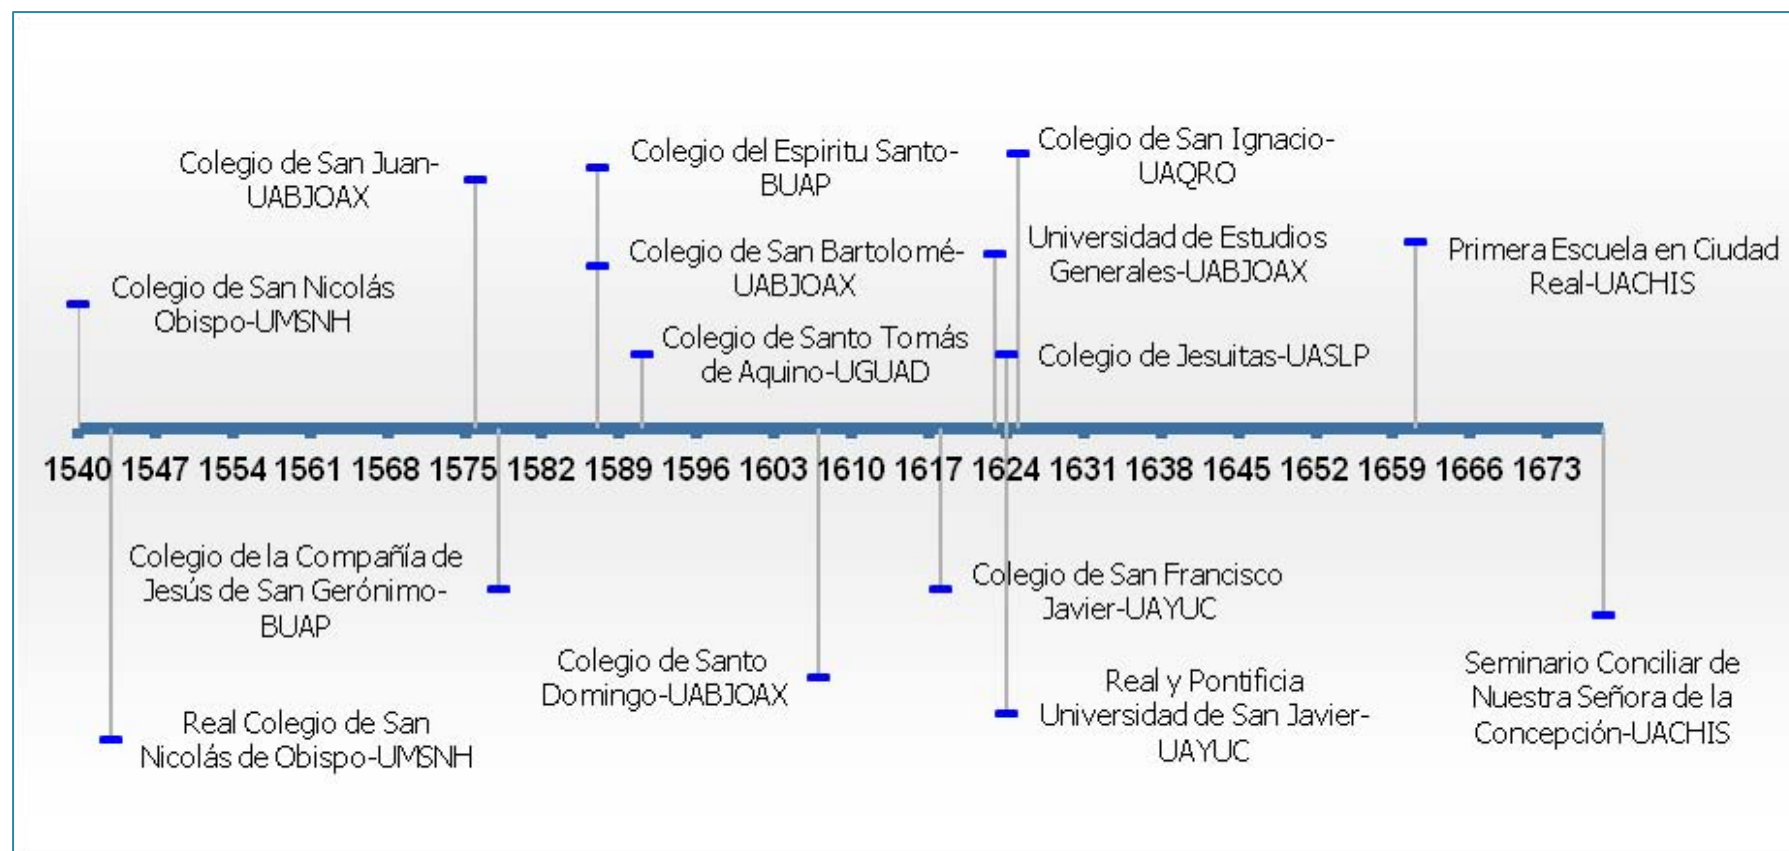 Colegio de San Juan-
UABJOAX
Colegio del Espiritu Santo-
BUAP
Colegio de San Ignacio-
UAQRO
Colegio de San Nicolás
Obispo-UMSNH
Colegio de San Bartolomé-
UABJOAX
Universidad de Estudios
Generales-UABJOAX
Primera Escuela en Ciudad
Real-UACHIS
Colegio de Santo Tomás
de Aquino-UGUAD
Colegio de Jesuitas-UASLP
1540 1547 1554 1561 1568 1575 1582 1589 1596 1603 1610 1617 1624 1631 1638 1645 1652 1659 1666 1673
Colegio de la Compañía de
Jesús de San Gerónimo-
BUAP
Colegio de San Francisco
Javier-UAYUC
Real Colegio de San
Nicolás de Obispo-UMSNH
Colegio de Santo
Domingo-UABJOAX
Real y Pontificia
Universidad de San Javier-
UAYUC
Seminario Conciliar de
Nuestra Señora de la
Concepción-UACHIS